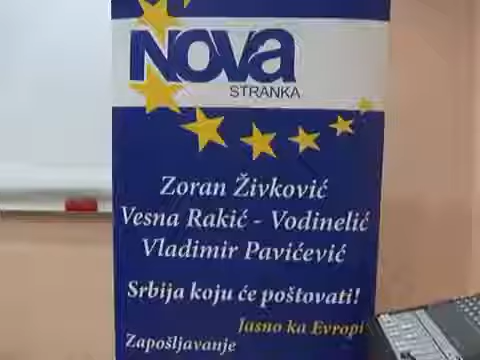 Nova
STRANKA
Zoran Živković
Vesna Rakić - Vodinelić
Vladimir Pavićević
Srbija koju će poštovati!
Jasno ka Evropi
Zapošljavanje